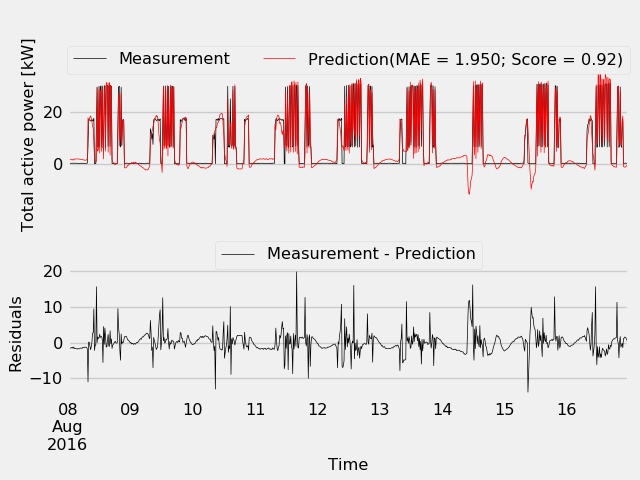 Measurement
Prediction(MAE = 1.950; Score = 0.92)
Total active power [kW]
20
0
Measurement - Prediction
Residuals
20
10
0
−10
08 09 10 11 12 13 14 15 16
Aug
2016
Time